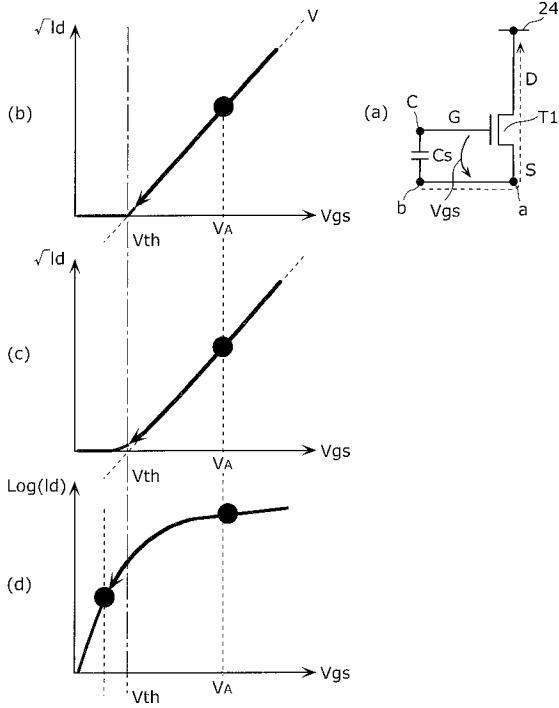 √Id
V
24
(b)
(a)
D
C
G
T1
Cs
S
b
Vgs
a
Vgs
Vth
VA
√Id
(c)
Vgs
Vth
VA
Log(Id)
(d)
Vgs
Vth
VA